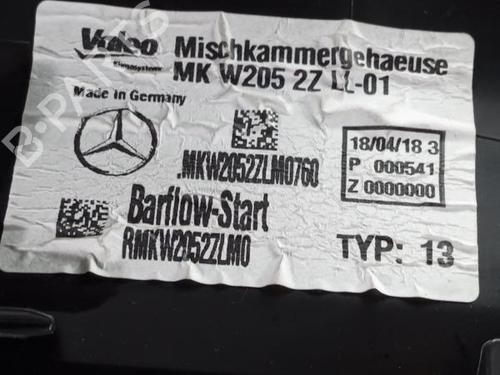 Valeo Mischkammergehaeuse
Klimasysteme MK W205 2Z LL-01
Made in Germany
18/04/18 3
P 000541
Z 0000000
.MKW2052ZLM0760
Barflow-Start
RMKW2052ZLM0
TYP: 13
B-PARTS